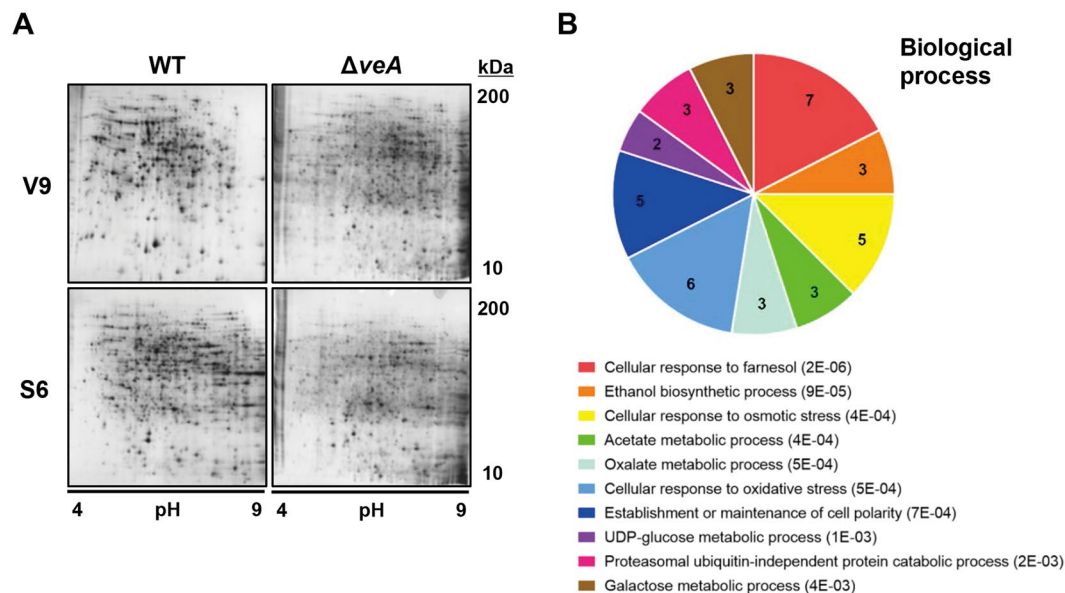 A
B
WT
ΔveA
kDa
200
V9
10
200
S6
10
4 pH 9
4 pH 9
Biological
process
7
3
5
3
3
6
5
2
3
3
Cellular response to farnesol (2E-06)
Ethanol biosynthetic process (9E-05)
Cellular response to osmotic stress (4E-04)
Acetate metabolic process (4E-04)
Oxalate metabolic process (5E-04)
Cellular response to oxidative stress (5E-04)
Establishment or maintenance of cell polarity (7E-04)
UDP-glucose metabolic process (1E-03)
Proteasomal ubiquitin-independent protein catabolic process (2E-03)
Galactose metabolic process (4E-03)